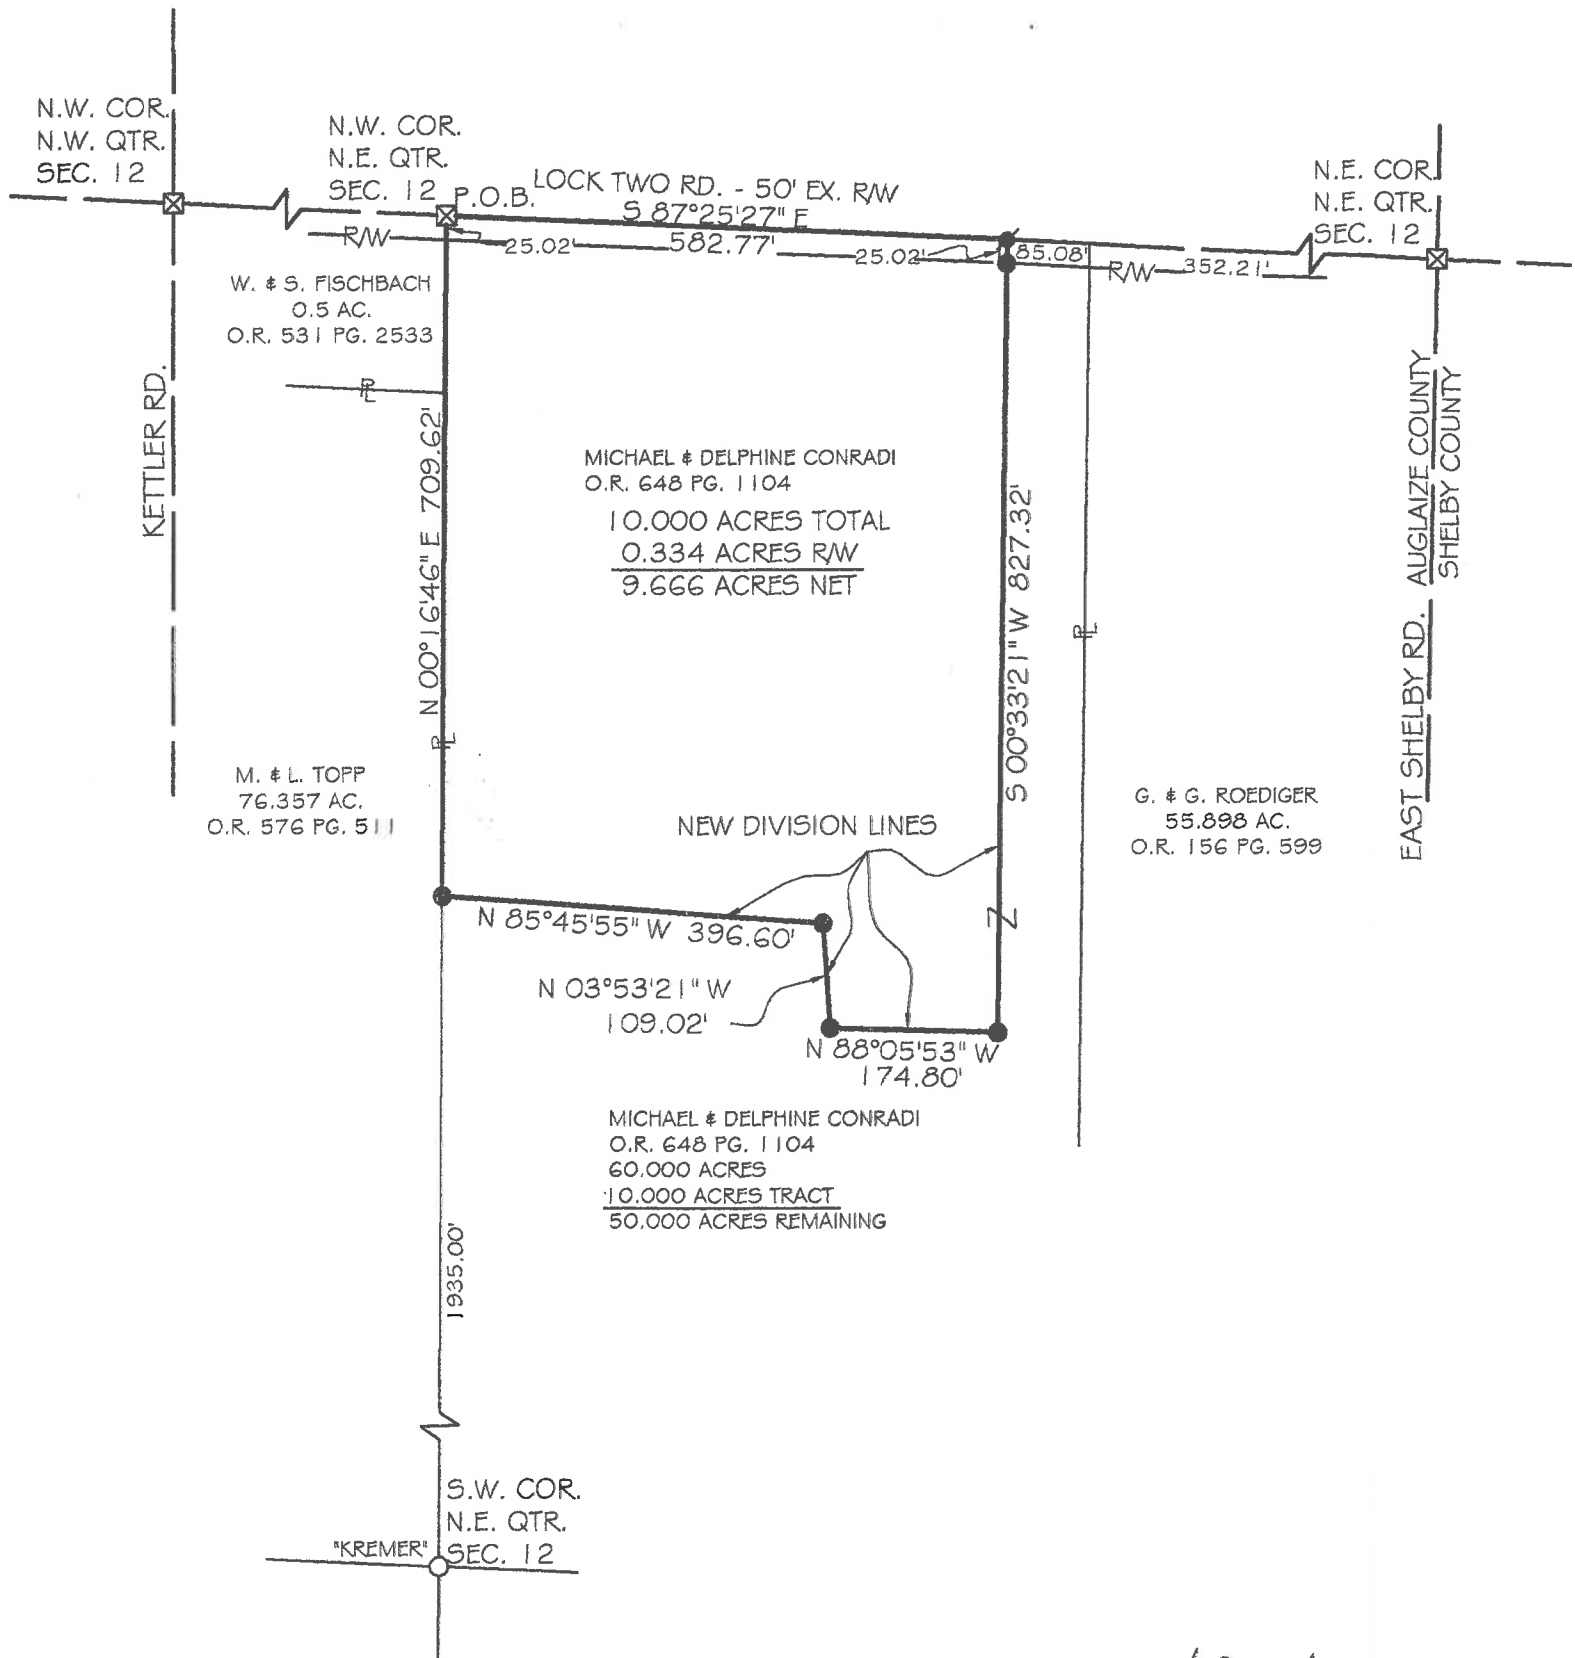 N.W. COR.
N.W. QTR.
SEC. 12
N.W. COR.
N.E. QTR.
SEC. 12
P.O.B.
LOCK TWO RD. - 50' EX. R/W
S 87°25'27" E
582.77'
R/W
25.02'
25.02'
85.08'
R/W
352.21'
N.E. COR.
N.E. QTR.
SEC. 12
W. & S. FISCHBACH
0.5 AC.
O.R. 531 PG. 2533
PL
KETTLER RD.
N 00°16'46" E 709.62'
PL
MICHAEL & DELPHINE CONRADI
O.R. 648 PG. 1104
10.000 ACRES TOTAL
0.334 ACRES R/W
9.666 ACRES NET
S 00°33'21" W 827.32'
PL
AUGLAIZE COUNTY
SHELBY COUNTY
EAST SHELBY RD.
M. & L. TOPP
76.357 AC.
O.R. 576 PG. 511
NEW DIVISION LINES
G. & G. ROEDIGER
55.898 AC.
O.R. 156 PG. 599
N 85°45'55" W 396.60'
Z
N 03°53'21" W
109.02'
N 88°05'53" W
174.80'
MICHAEL & DELPHINE CONRADI
O.R. 648 PG. 1104
60.000 ACRES
10.000 ACRES TRACT
50.000 ACRES REMAINING
1935.00'
S.W. COR.
N.E. QTR.
SEC. 12
"KREMER"